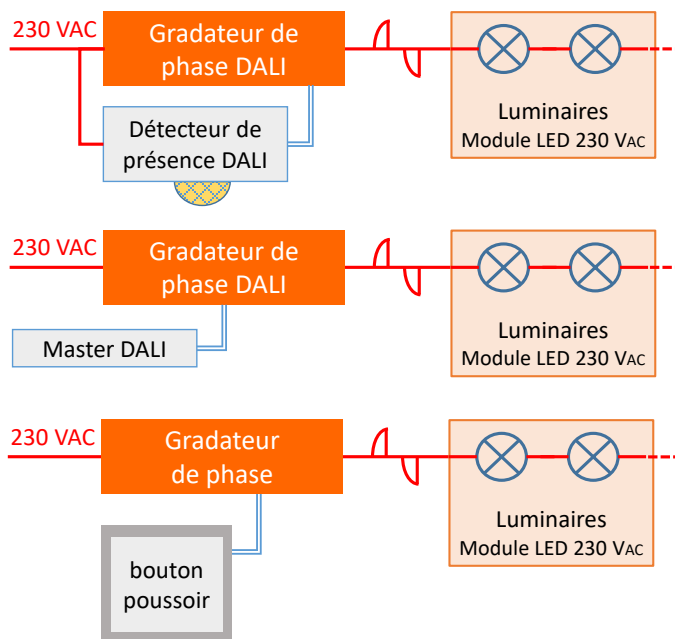 230 VAC
Gradateur de
phase DALI
Détecteur de
présence DALI
Luminaires
Module LED 230 VAC
230 VAC
Gradateur de
phase DALI
Master DALI
Luminaires
Module LED 230 VAC
230 VAC
Gradateur
de phase
bouton
poussoir
Luminaires
Module LED 230 VAC